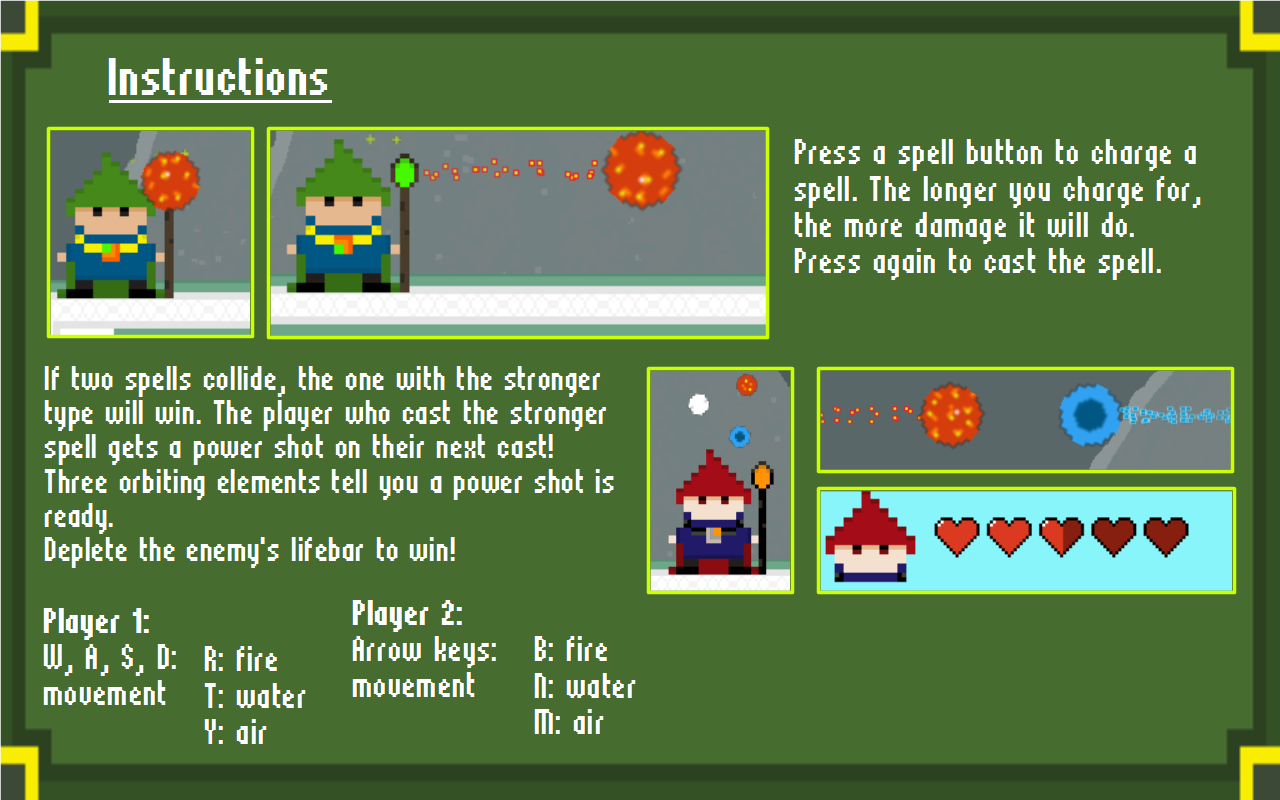 Instructions
Press a spell button to charge a
spell. The longer you charge for,
the more damage it will do.
Press again to cast the spell.
If two spells collide, the one with the stronger
type will win. The player who cast the stronger
spell gets a power shot on their next cast!
Three orbiting elements tell you a power shot is
ready.
Deplete the enemy's lifebar to win!
Player 1:
W, A, S, D:
movement
R: fire
T: water
Y: air
Player 2:
Arrow keys:
movement
B: fire
N: water
M: air